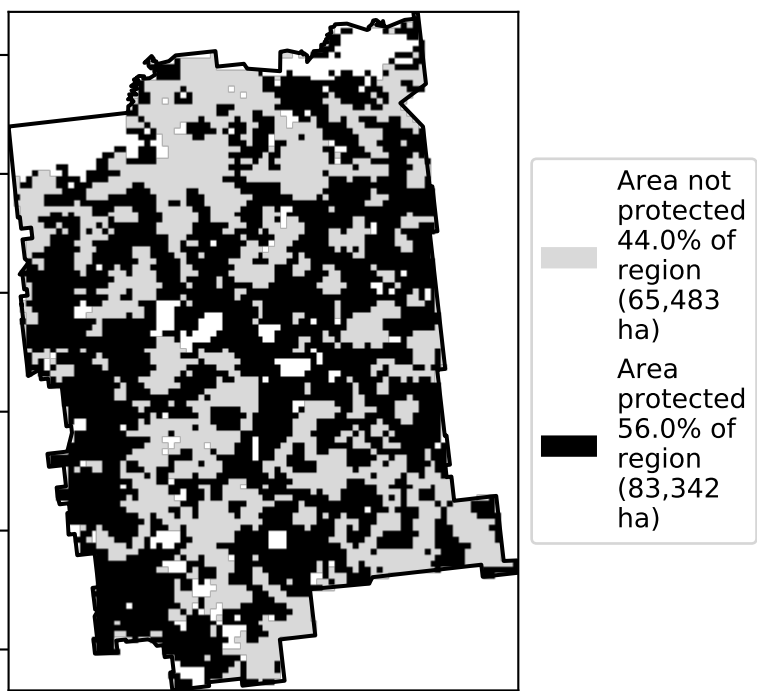 Area not
protected
44.0% of
region
(65,483
ha)
Area
protected
56.0% of
region
(83,342
ha)